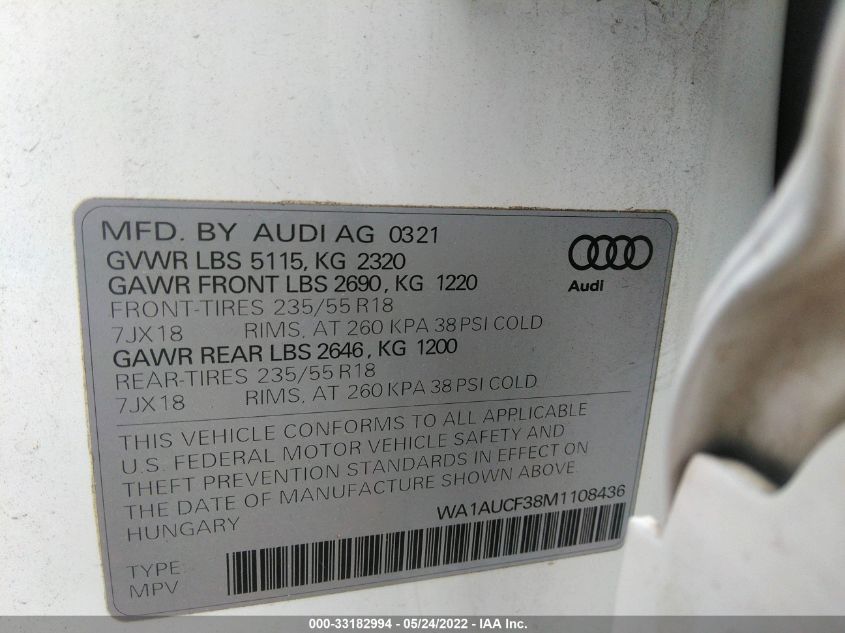 MFD. BY AUDI AG 0321
GVWR LBS 5115, KG 2320
GAWR FRONT LBS 2690, KG 1220
FRONT-TIRES 235/55 R18
7JX18 RIMS, AT 260 KPA 38 PSI COLD
GAWR REAR LBS 2646, KG 1200
REAR-TIRES 235/55 R18
7JX18 RIMS, AT 260 KPA 38 PSI COLD
Audi
THIS VEHICLE CONFORMS TO ALL APPLICABLE
U.S. FEDERAL MOTOR VEHICLE SAFETY AND
THEFT PREVENTION STANDARDS IN EFFECT ON
THE DATE OF MANUFACTURE SHOWN ABOVE.
HUNGARY
WA1AUCF38M1108436
TYPE
MPV
000-33182994 - 05/24/2022 - IAA Inc.